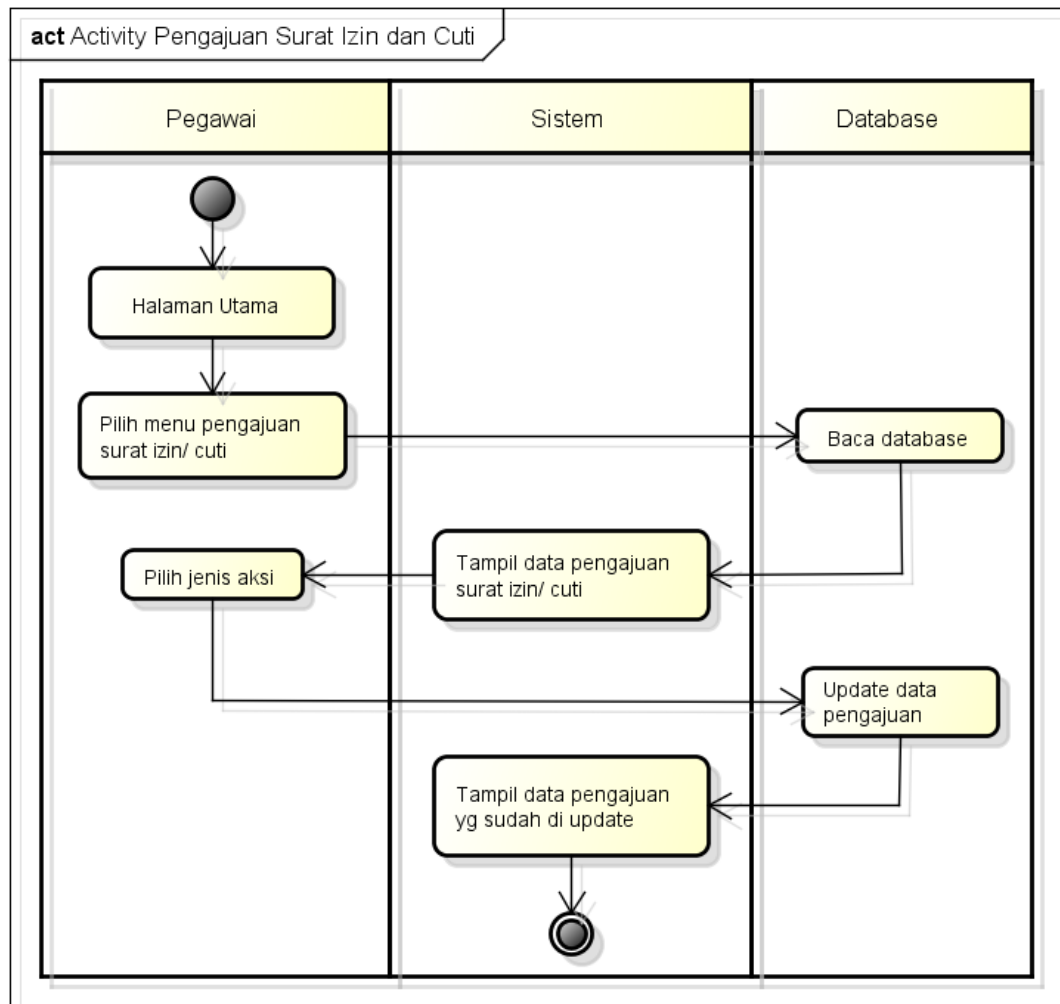 act Activity Pengajuan Surat Izin dan Cuti
Pegawai
Sistem
Database
Halaman Utama
Pilih menu pengajuan
surat izin/ cuti
Baca database
Tampil data pengajuan
surat izin/ cuti
Pilih jenis aksi
Update data
pengajuan
Tampil data pengajuan
yg sudah di update